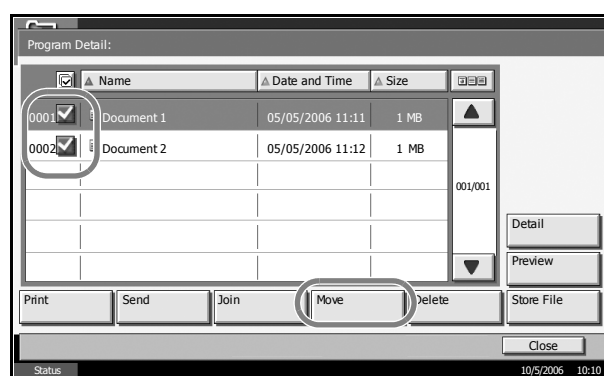 Program Detail:
Name Date and Time Size
0001 Document 1 05/05/2006 11:11 1 MB
0002 Document 2 05/05/2006 11:12 1 MB
001/001
Detail
Preview
Print Send Join Move Delete Store File
Close
Status 10/5/2006 10:10